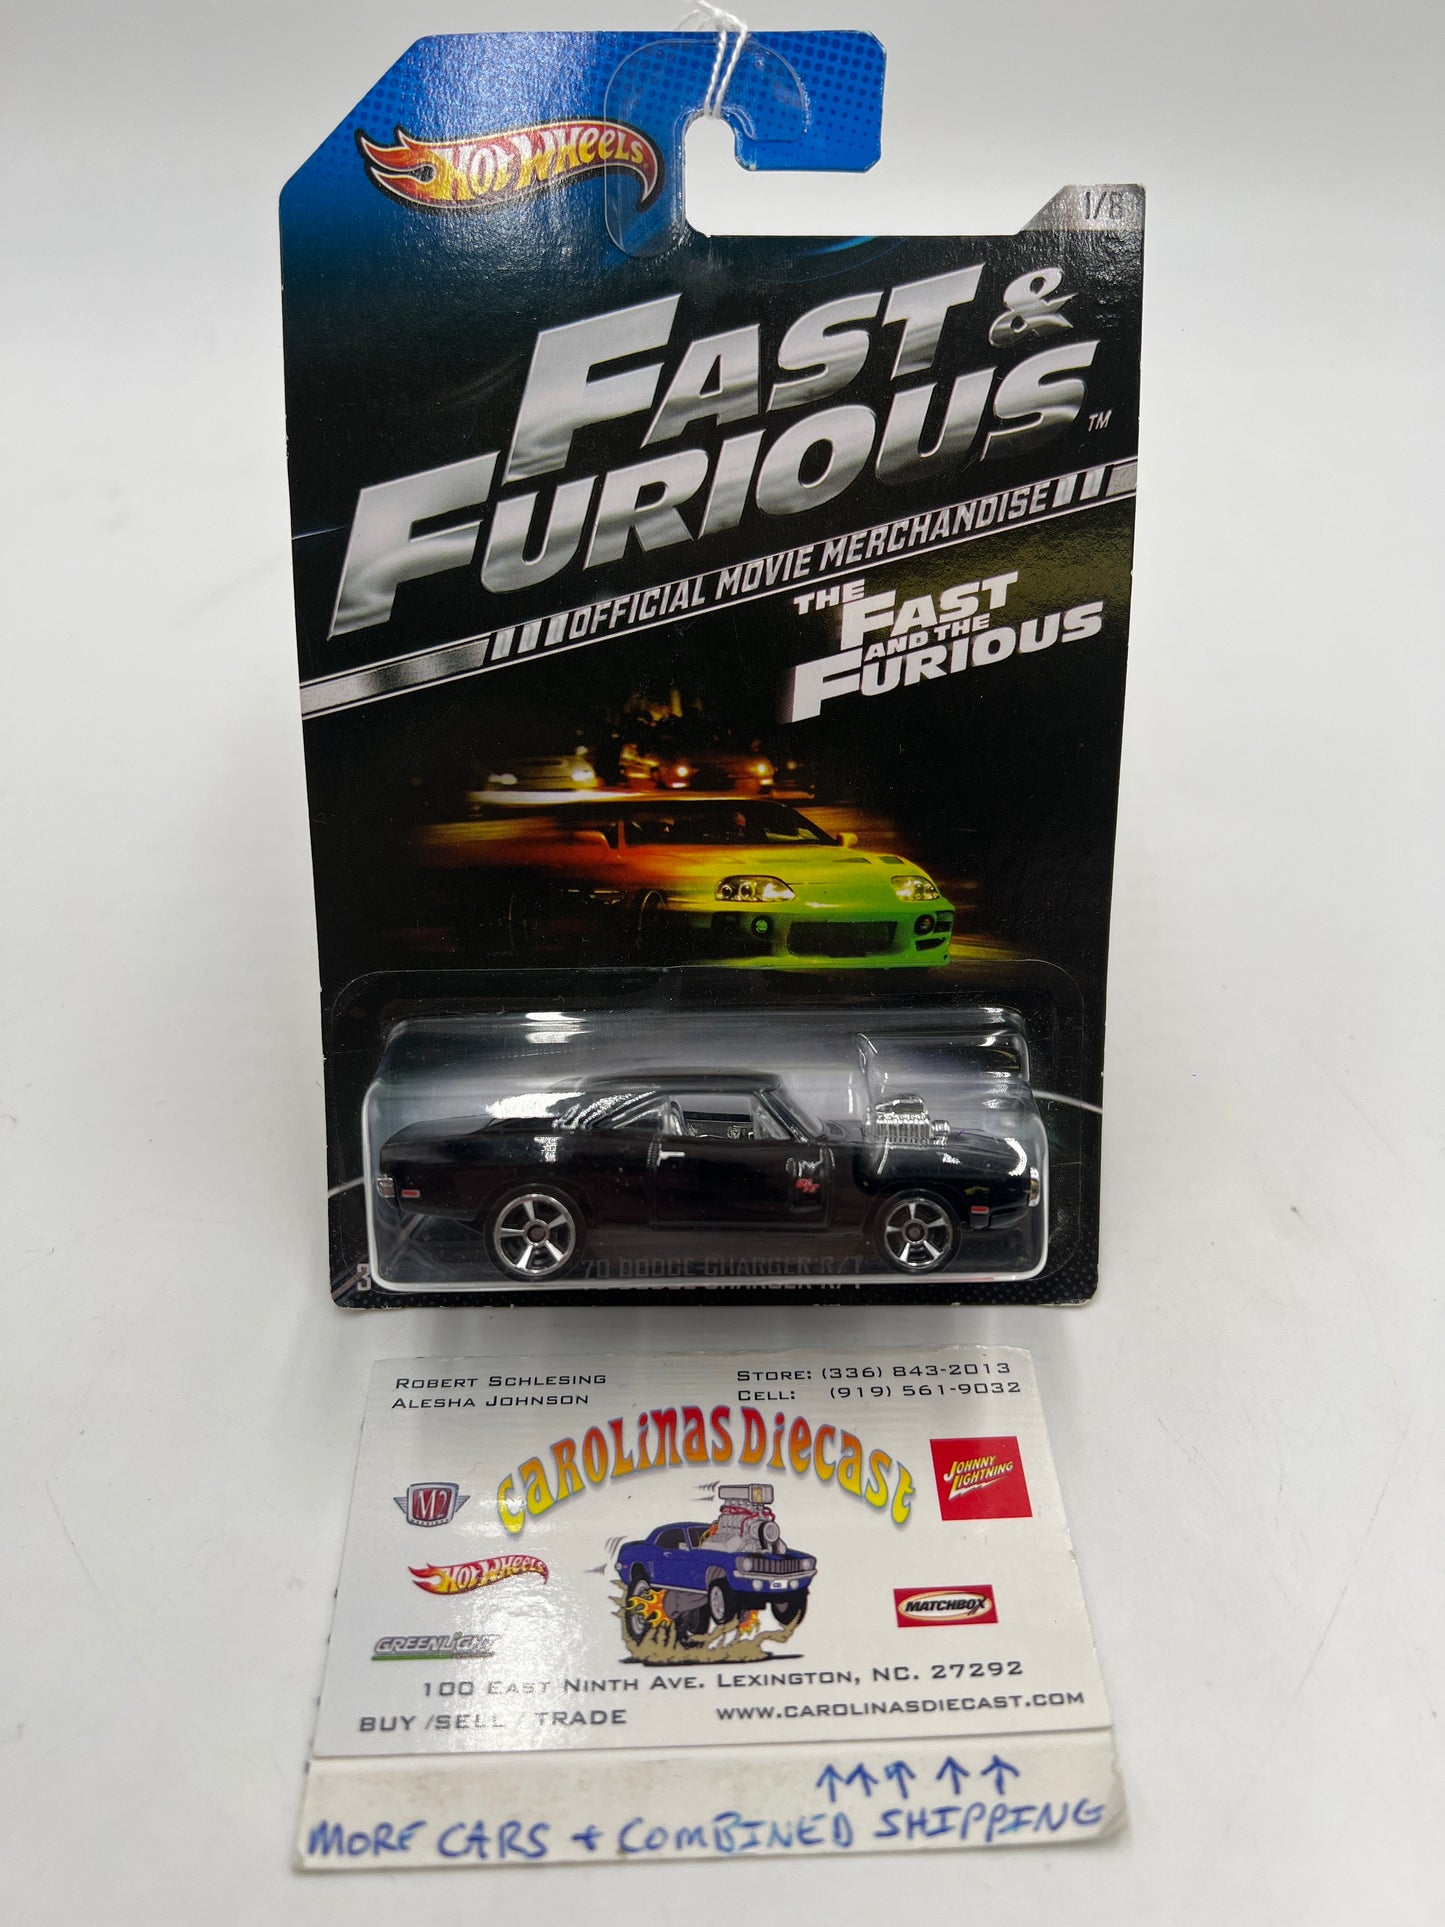 HOT WHEELS
1/8
FAST &
FURIOUS™
OFFICIAL MOVIE MERCHANDISE
THE
FAST
AND THE
FURIOUS
R/T
'70 DODGE CHARGER R/T
ROBERT SCHLESING
ALESHA JOHNSON
STORE: (336) 843-2013
CELL: (919) 561-9032
CAROLINAS DIECAST
M2
JOHNNY
LIGHTNING
HOT WHEELS
MATCHBOX
GREENLIGHT
100 EAST NINTH AVE. LEXINGTON, NC. 27292
BUY /SELL / TRADE
WWW.CAROLINASDIECAST.COM
MORE CARS + COMBINED SHIPPING